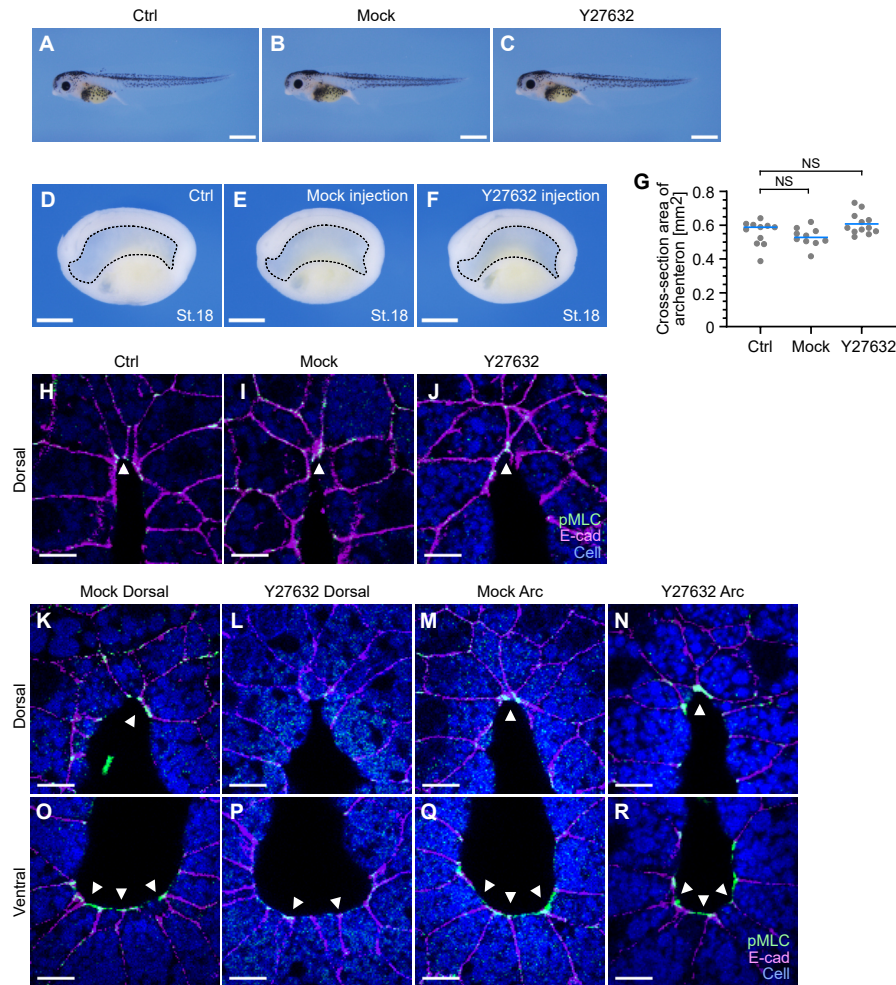 Ctrl Mock Y27632
A B C
D Ctrl E Mock injection F Y27632 injection
St.18 St.18 St.18
G
NS
NS
Cross-section area of
archenteron [mm2]
0.8
0.6
0.4
0.2
0
Ctrl Mock Y27632
Ctrl Mock Y27632
Dorsal
H I J
pMLC
E-cad
Cell
Mock Dorsal Y27632 Dorsal Mock Arc Y27632 Arc
Dorsal
K L M N
Ventral
O P Q R
pMLC
E-cad
Cell